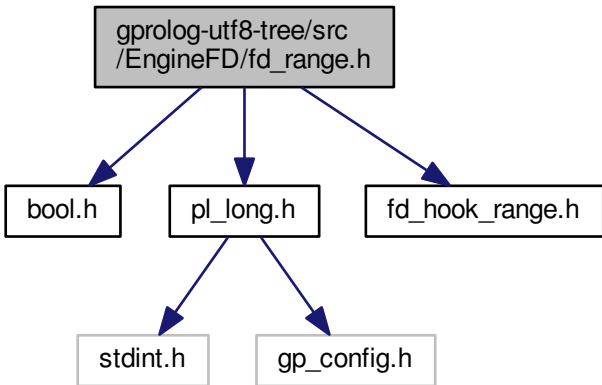 gprolog-utf8-tree/src
/EngineFD/fd_range.h
bool.h
pl_long.h
fd_hook_range.h
stdint.h
gp_config.h